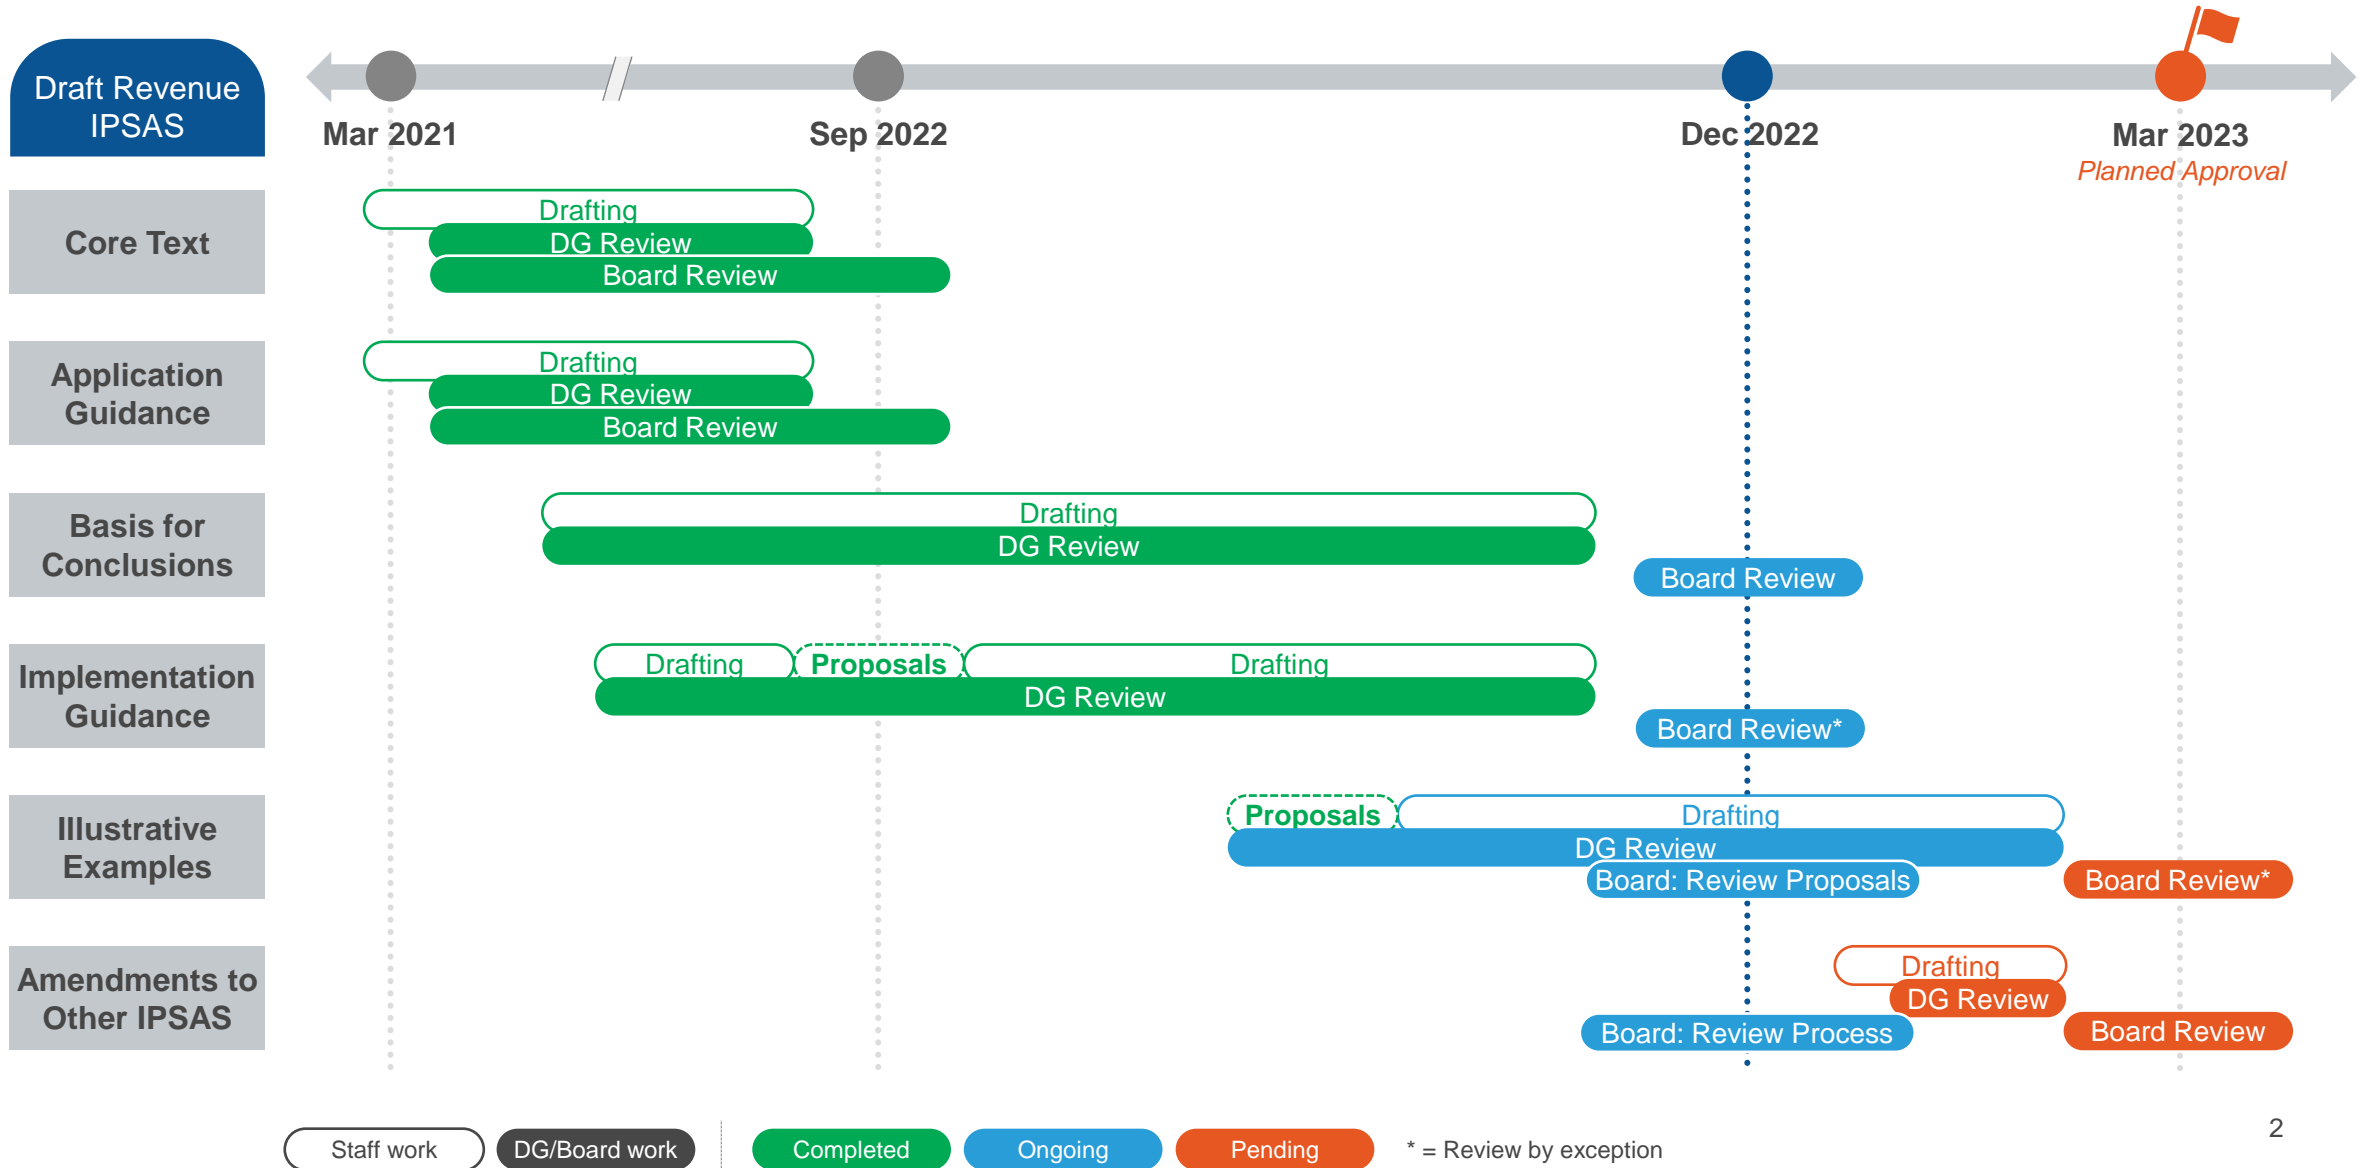 Draft Revenue
IPSAS
Mar 2021
Sep 2022
Dec 2022
Mar 2023
Planned Approval
Core Text
Drafting
DG Review
Board Review
Application
Guidance
Drafting
DG Review
Board Review
Basis for
Conclusions
Drafting
DG Review
Board Review
Implementation
Guidance
Drafting
Proposals
Drafting
DG Review
Board Review*
Illustrative
Examples
Proposals
Drafting
DG Review
Board: Review Proposals
Board Review*
Amendments to
Other IPSAS
Drafting
DG Review
Board: Review Process
Board Review
Staff work
DG/Board work
Completed
Ongoing
Pending
* = Review by exception
2